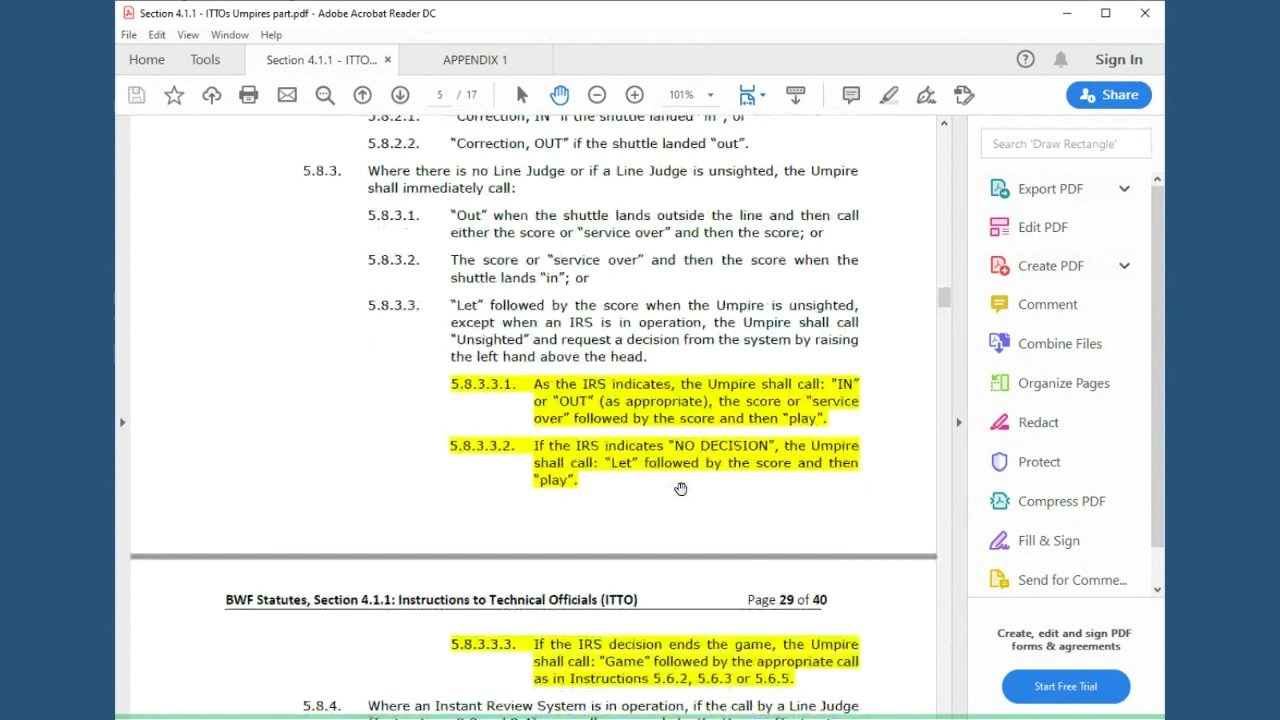 Section 4.1.1 - ITTOs Umpires part.pdf - Adobe Acrobat Reader DC
File Edit View Window Help
Home Tools Section 4.1.1 - ITTO... × APPENDIX 1 Sign In
5 / 17 101% Share
5.8.2.1. "Correction, IN" if the shuttle landed "in", or
5.8.2.2. “Correction, OUT” if the shuttle landed “out”.
5.8.3. Where there is no Line Judge or if a Line Judge is unsighted, the Umpire
shall immediately call:
5.8.3.1. “Out” when the shuttle lands outside the line and then call
either the score or “service over” and then the score; or
5.8.3.2. The score or “service over” and then the score when the
shuttle lands “in”; or
5.8.3.3. “Let” followed by the score when the Umpire is unsighted,
except when an IRS is in operation, the Umpire shall call
“Unsighted” and request a decision from the system by raising
the left hand above the head.
5.8.3.3.1. As the IRS indicates, the Umpire shall call: “IN”
or “OUT” (as appropriate), the score or “service
over” followed by the score and then “play”.
5.8.3.3.2. If the IRS indicates “NO DECISION”, the Umpire
shall call: “Let” followed by the score and then
“play”.
BWF Statutes, Section 4.1.1: Instructions to Technical Officials (ITTO) Page 29 of 40
5.8.3.3.3. If the IRS decision ends the game, the Umpire
shall call: “Game” followed by the appropriate call
as in Instructions 5.6.2, 5.6.3 or 5.6.5.
5.8.4. Where an Instant Review System is in operation, if the call by a Line Judge
Search 'Draw Rectangle'
Export PDF
Edit PDF
Create PDF
Comment
Combine Files
Organize Pages
Redact
Protect
Compress PDF
Fill & Sign
Send for Comme...
Create, edit and sign PDF
forms & agreements
Start Free Trial